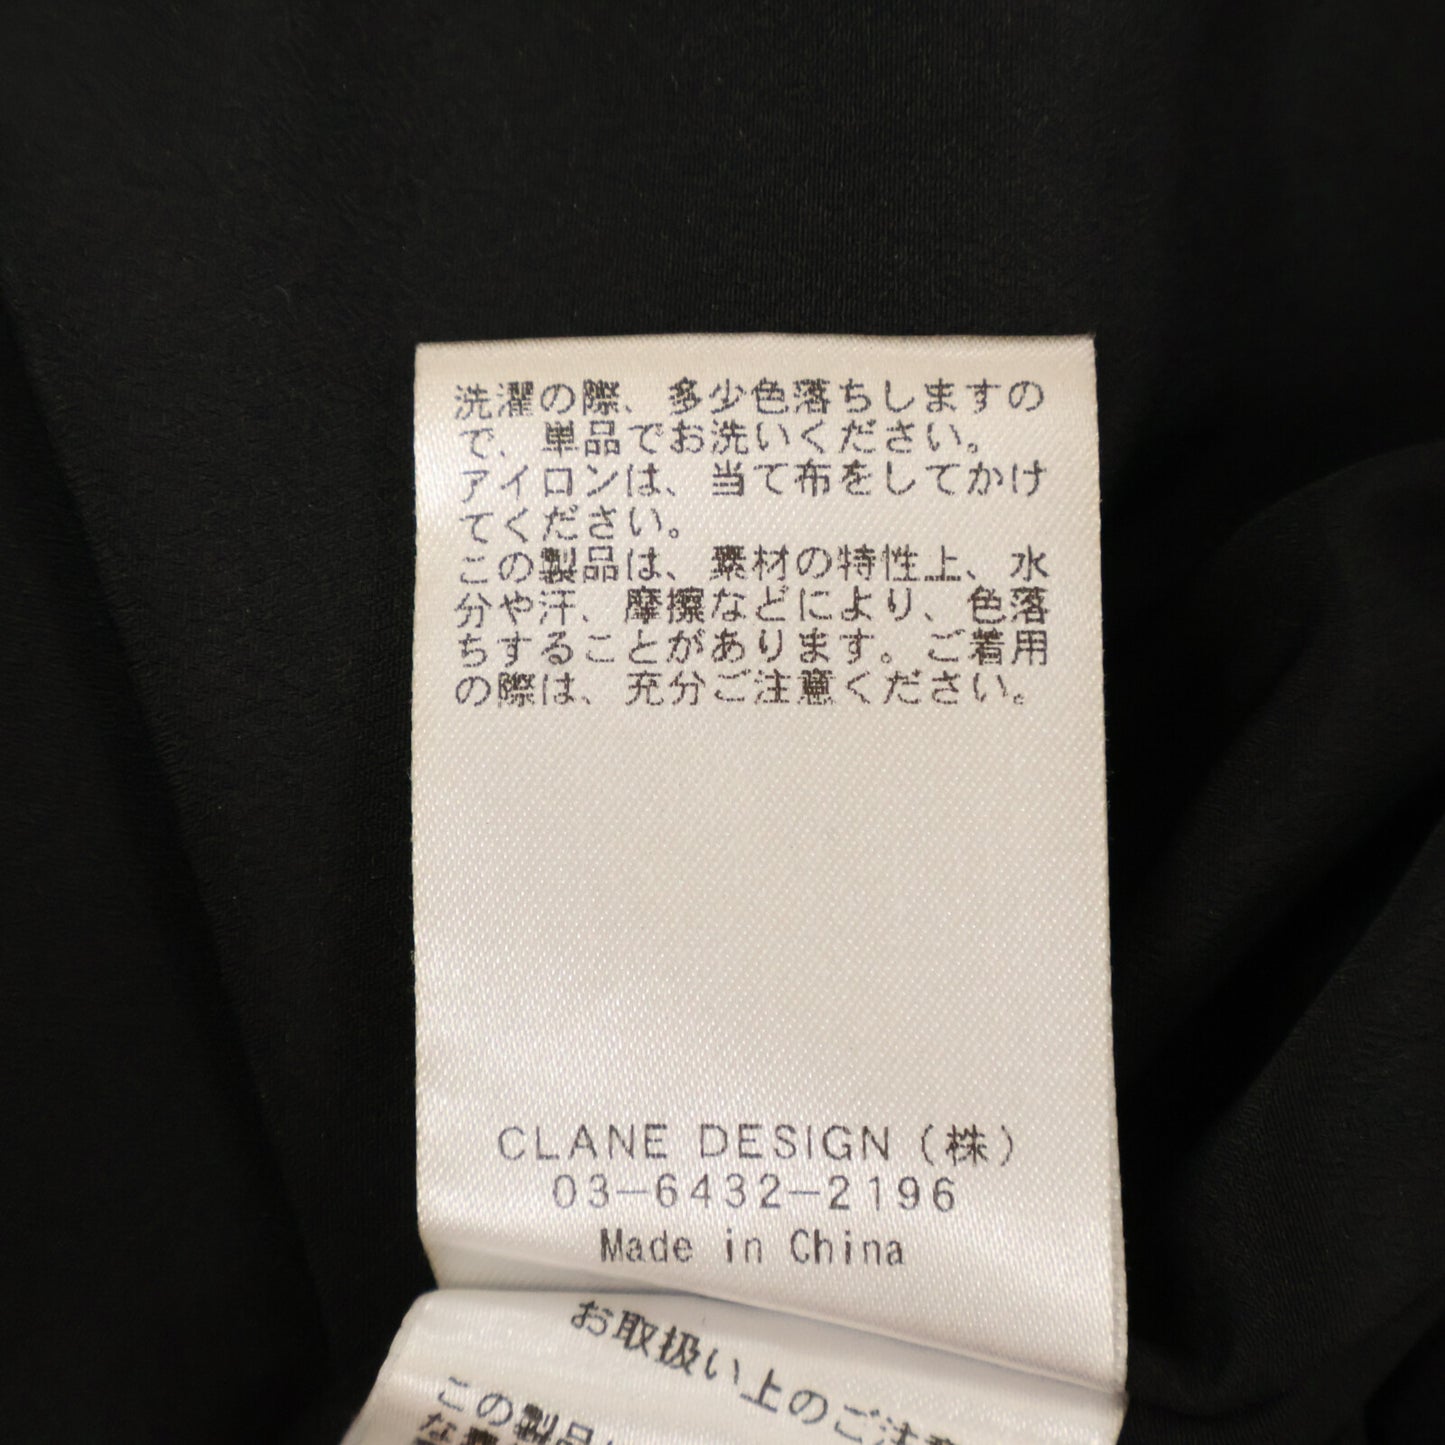 洗濯の際、多少色落ちしますの
で、単品でお洗いください。
アイロンは、当て布をしてかけ
てください。
この製品は、素材の特性上、水
分や汗、摩擦などにより、色落
ちすることがあります。ご着用
の際は、充分ご注意ください。
CLANE DESIGN（株）
03-6432-2196
Made in China
お取扱い上のご注意
この製品
な